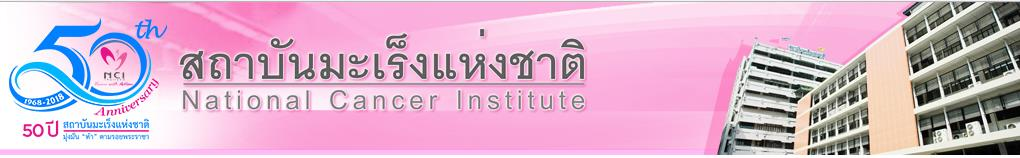 50th
NCI
1968-2018
Anniversary
50 ปี สถาบันมะเร็งแห่งชาติ
มุ่งมั่น "ทำ" ตามรอยพระราชา
สถาบันมะเร็งแห่งชาติ
National Cancer Institute